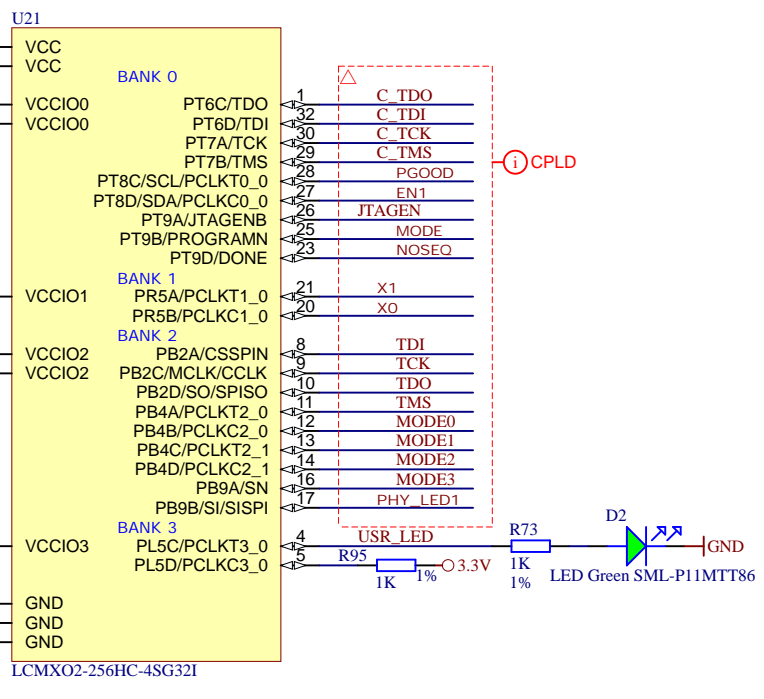 U21
VCC
VCC
BANK 0
VCCIO0 PT6C/TDO 1 C_TDO
VCCIO0 PT6D/TDI 32 C_TDI
PT7A/TCK 30 C_TCK
PT7B/TMS 29 C_TMS
i CPLD
PT8C/SCL/PCLKT0_0 28 PGOOD
PT8D/SDA/PCLKC0_0 27 EN1
PT9A/JTAGENB 26 JTAGEN
PT9B/PROGRAMN 25 MODE
PT9D/DONE 23 NOSEQ
BANK 1
VCCIO1 PR5A/PCLKT1_0 21 X1
PR5B/PCLKC1_0 20 X0
BANK 2
VCCIO2 PB2A/CSSPIN 8 TDI
VCCIO2 PB2C/MCLK/CCLK 9 TCK
PB2D/SO/SPISO 10 TDO
PB4A/PCLKT2_0 11 TMS
PB4B/PCLKC2_0 12 MODE0
PB4C/PCLKT2_1 13 MODE1
PB4D/PCLKC2_1 14 MODE2
PB9A/SN 16 MODE3
PB9B/SI/SISPI 17 PHY_LED1
BANK 3
VCCIO3 PL5C/PCLKT3_0 4 USR_LED R73 D2 GND
1K
1%
LED Green SML-P11MTT86
PL5D/PCLKC3_0 5 R95 1% 3.3V
1K
GND
GND
GND
LCMXO2-256HC-4SG32I